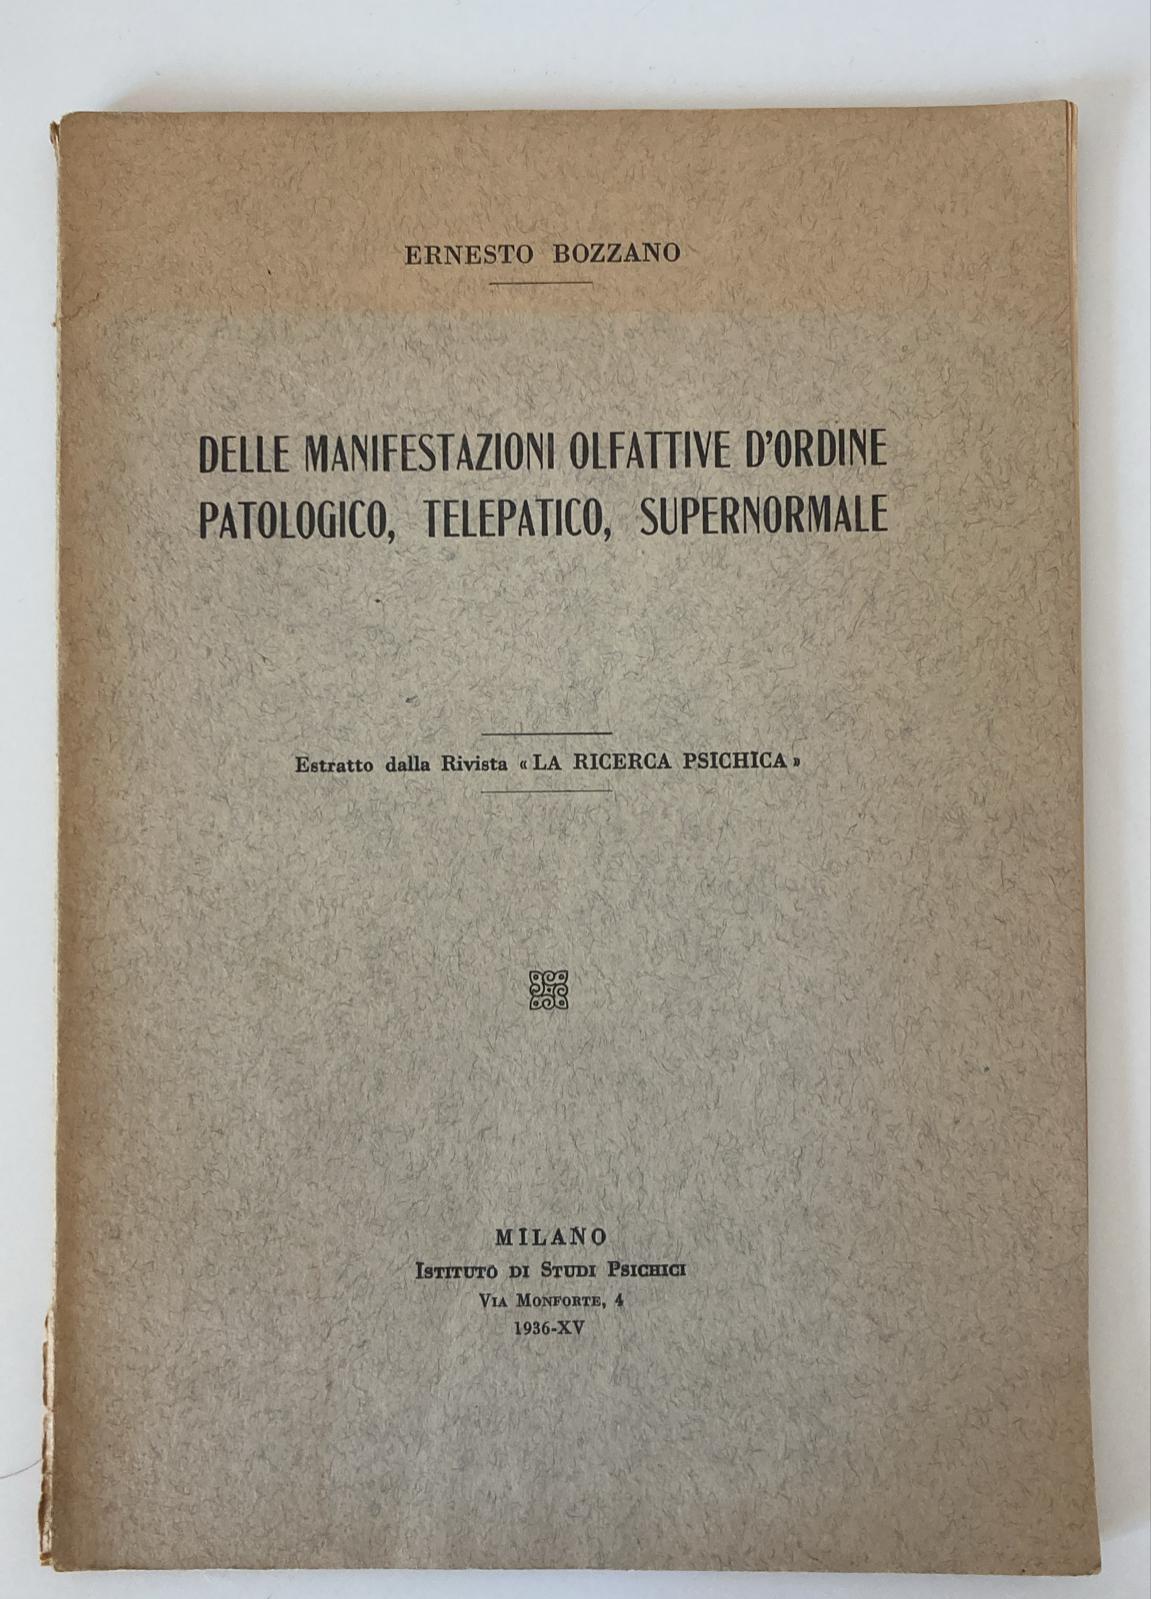 ERNESTO BOZZANO
DELLE MANIFESTAZIONI OLFATTIVE D'ORDINE
PATOLOGICO, TELEPATICO, SUPERNORMALE
Estratto dalla Rivista « LA RICERCA PSICHICA »
MILANO
ISTITUTO DI STUDI PSICHICI
VIA MONFORTE, 4
1936-XV